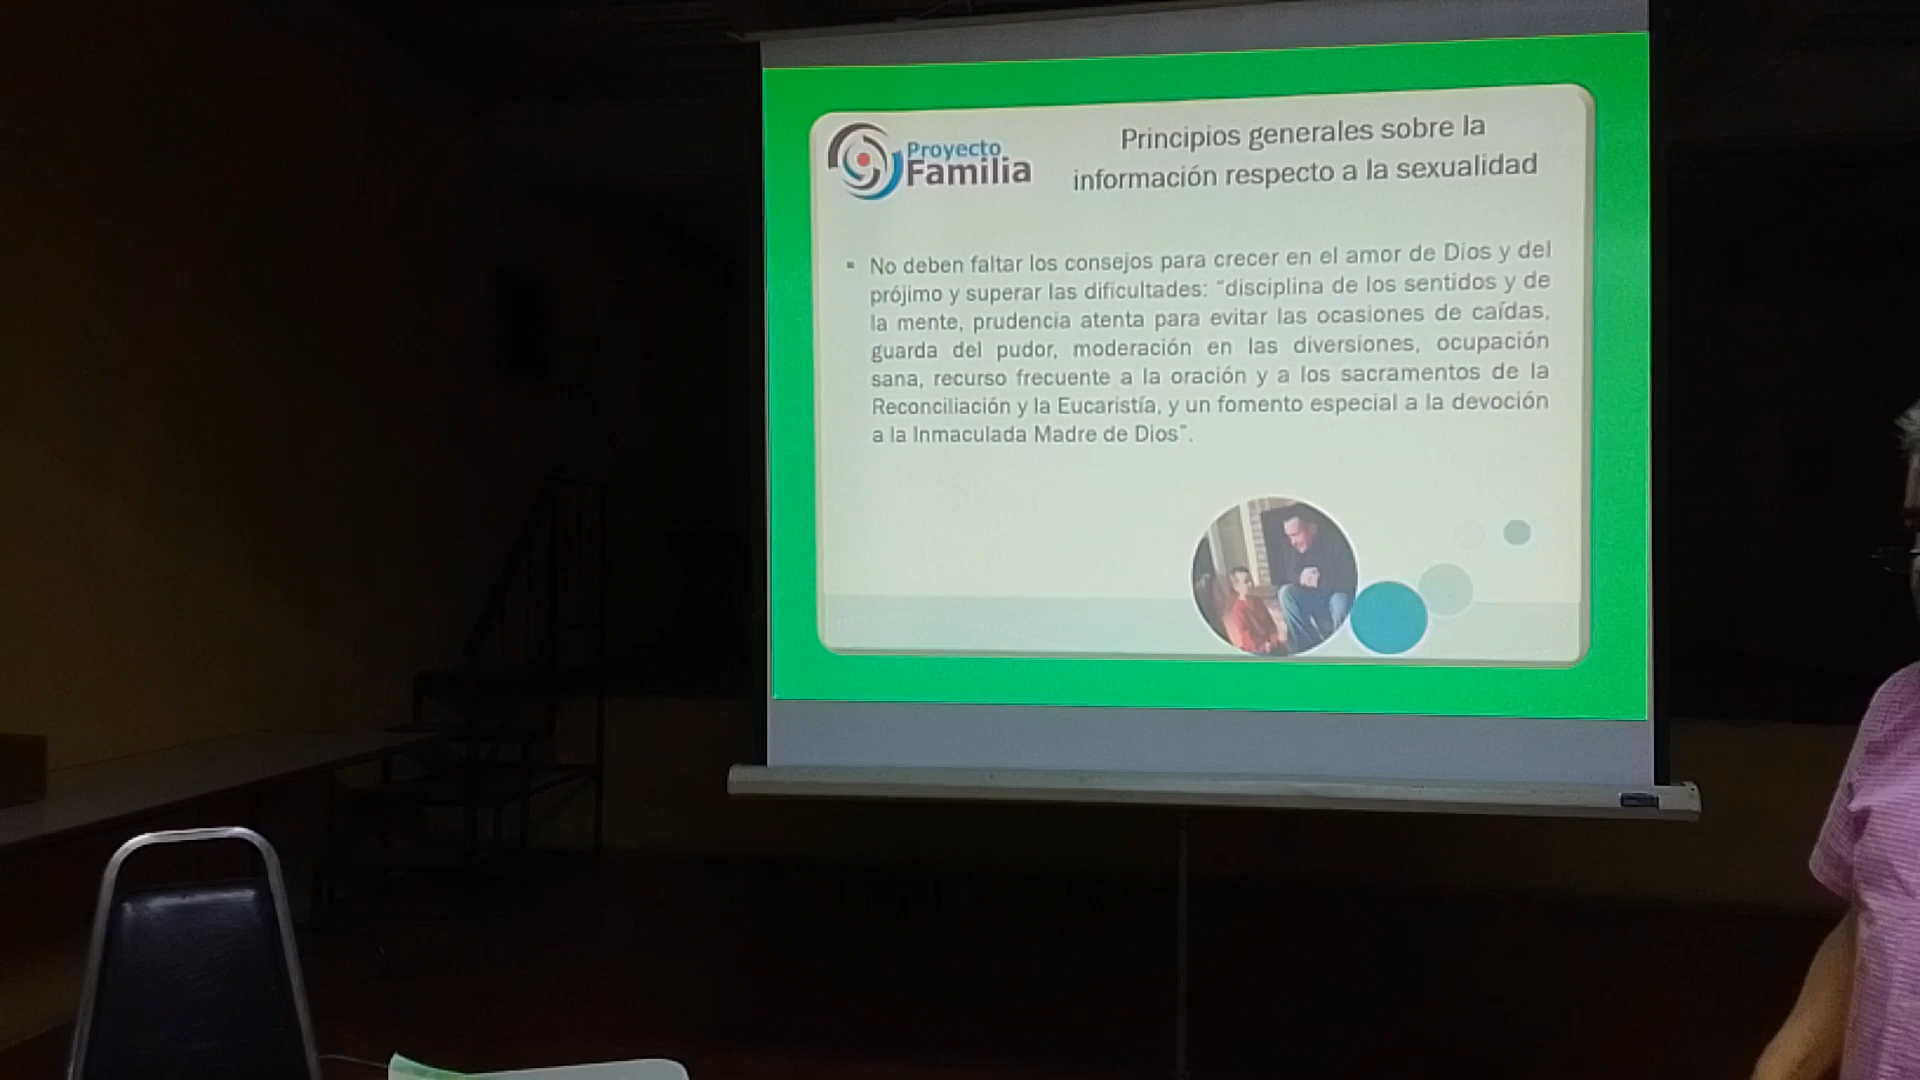 Proyecto
Familia
Principios generales sobre la
información respecto a la sexualidad
▪ No deben faltar los consejos para crecer en el amor de Dios y del
prójimo y superar las dificultades: “disciplina de los sentidos y de
la mente, prudencia atenta para evitar las ocasiones de caídas,
guarda del pudor, moderación en las diversiones, ocupación
sana, recurso frecuente a la oración y a los sacramentos de la
Reconciliación y la Eucaristía, y un fomento especial a la devoción
a la Inmaculada Madre de Dios”.